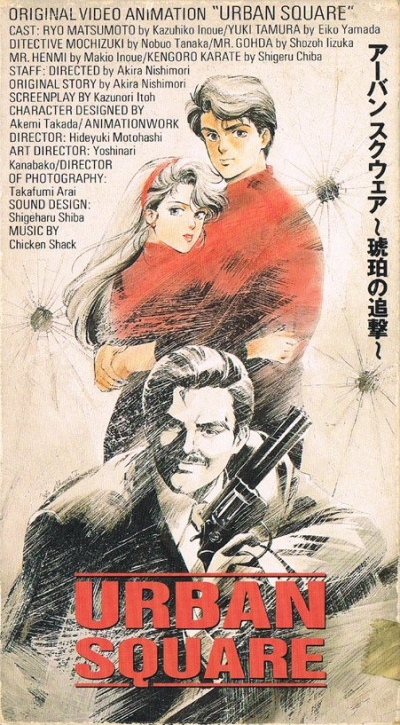 ORIGINAL VIDEO ANiMATION "URBAN SQUARE"
CAST: RYO MATSUMOTO by Kazuhiko Inoue/YUKI TAMURA by Eiko Yamada
DITECTIVE MOCHIZUKI by Nobuo Tanaka/MR. GOHDA by Shozoh Iizuka
MR. HENMI by Makio Inoue/KENGORO KARATE by Shigeru Chiba
STAFF: DIRECTED by Akira Nishimori
ORIGINAL STORY by Akira Nishimori
SCREENPLAY by Kazunori Itoh
CHARACTER DESIGNED by
Akemi Takada/ANIMATIONWORK
DIRECTOR: Hideyuki Motohashi
ART DIRECTOR: Yoshinari
Kanabako/DIRECTOR
OF PHOTOGRAPHY:
Takafumi Arai
SOUND DESIGN:
Shigeharu Shiba
MUSIC BY
Chicken Shack
アーバン スクウェア〜琥珀の追撃〜
URBAN
SQUARE